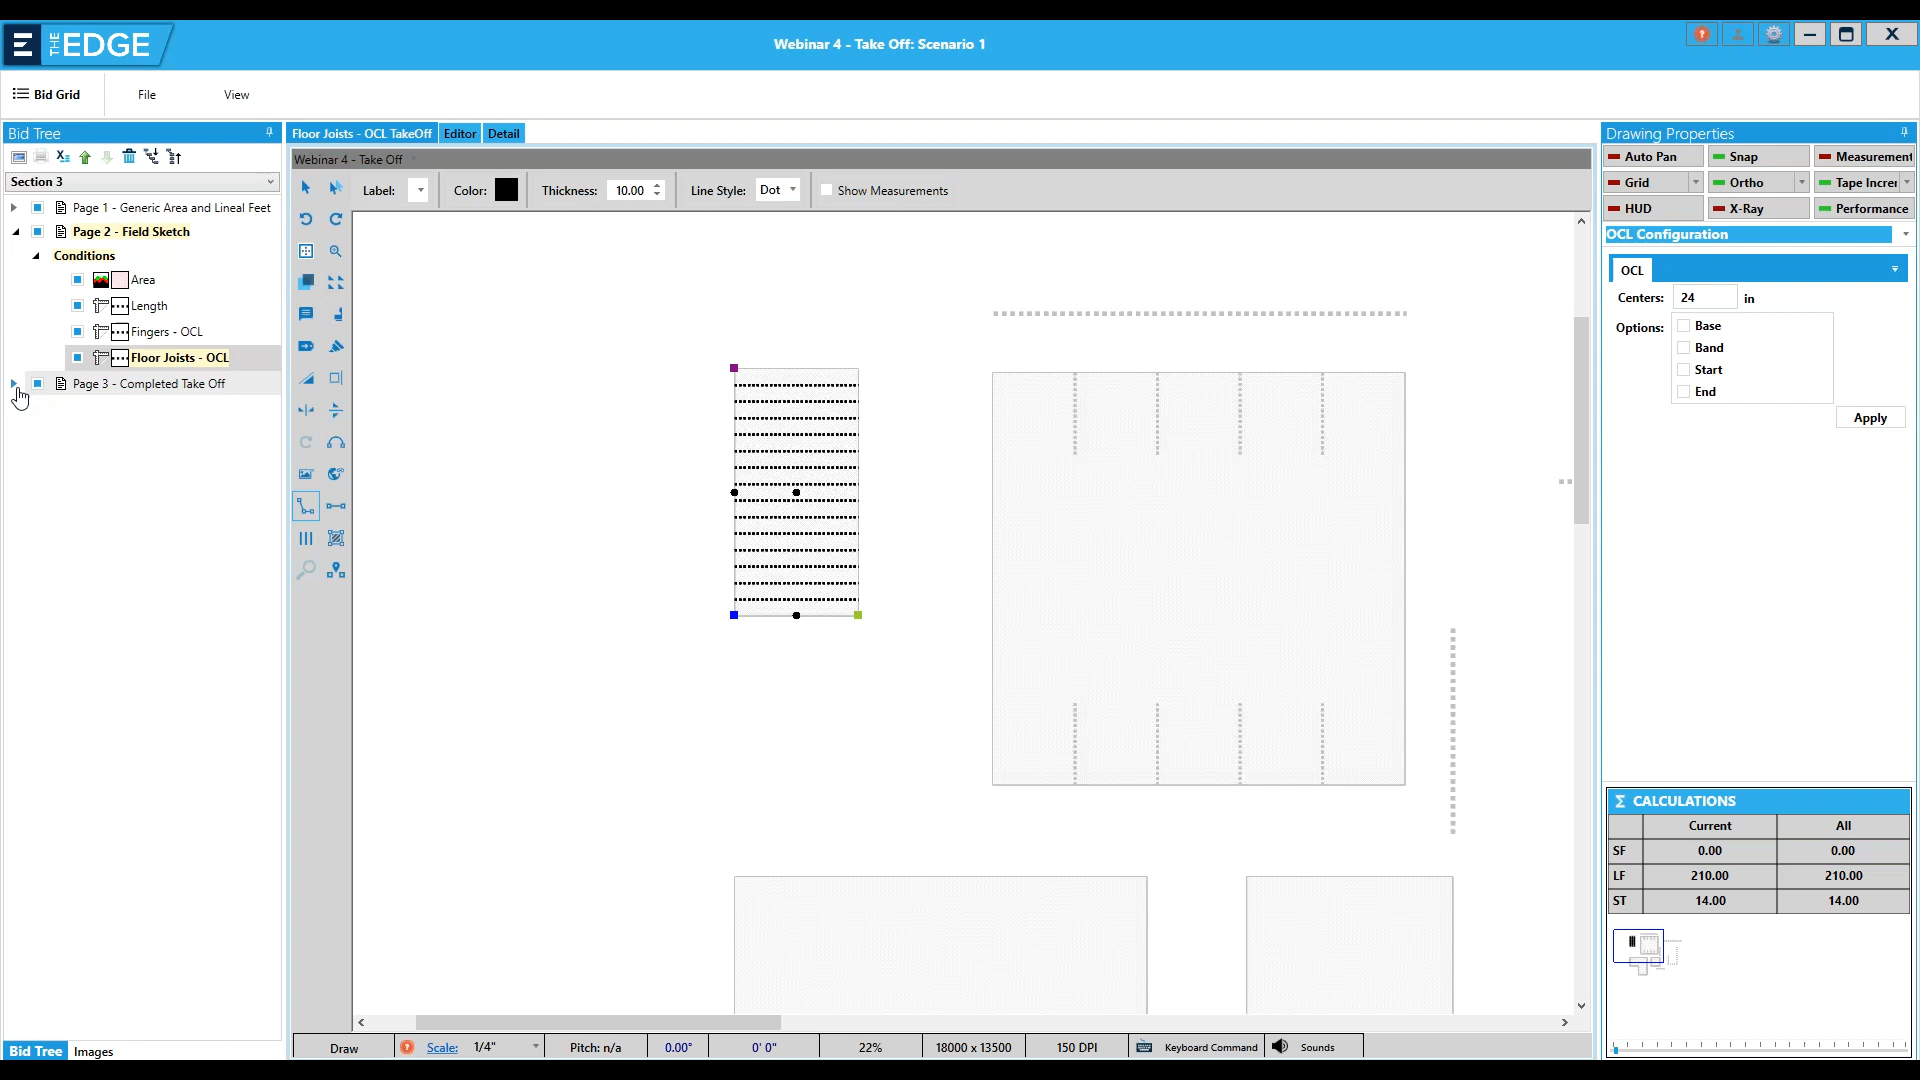 THE EDGE
Webinar 4 - Take Off: Scenario 1
Bid Grid File View
Bid Tree
Section 3
Page 1 - Generic Area and Lineal Feet
Page 2 - Field Sketch
Conditions
Area
Length
Fingers - OCL
Floor Joists - OCL
Page 3 - Completed Take Off
Bid Tree Images
Floor Joists - OCL TakeOff Editor Detail
Webinar 4 - Take Off
Label: Color: Thickness: 10.00 Line Style: Dot Show Measurements
Draw Scale: 1/4" Pitch: n/a 0.00° 0' 0" 22% 18000 x 13500 150 DPI Keyboard Command Sounds
Drawing Properties
Auto Pan Snap Measurement
Grid Ortho Tape Increr
HUD X-Ray Performance
OCL Configuration
OCL
Centers: 24 in
Options: Base
Band
Start
End
Apply
Σ CALCULATIONS
Current All
SF 0.00 0.00
LF 210.00 210.00
ST 14.00 14.00